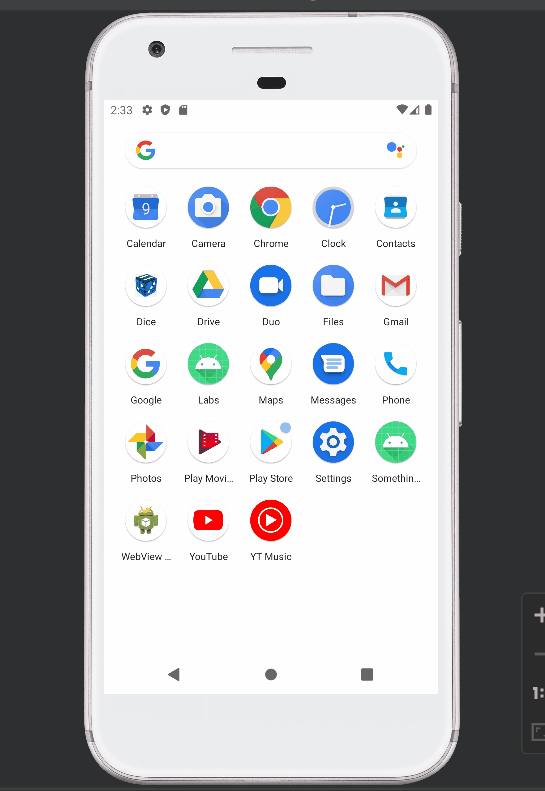 2:33
9
Calendar Camera Chrome Clock Contacts
Dice Drive Duo Files Gmail
Google Labs Maps Messages Phone
Photos Play Movi... Play Store Settings Somethin...
WebView ... YouTube YT Music
1: